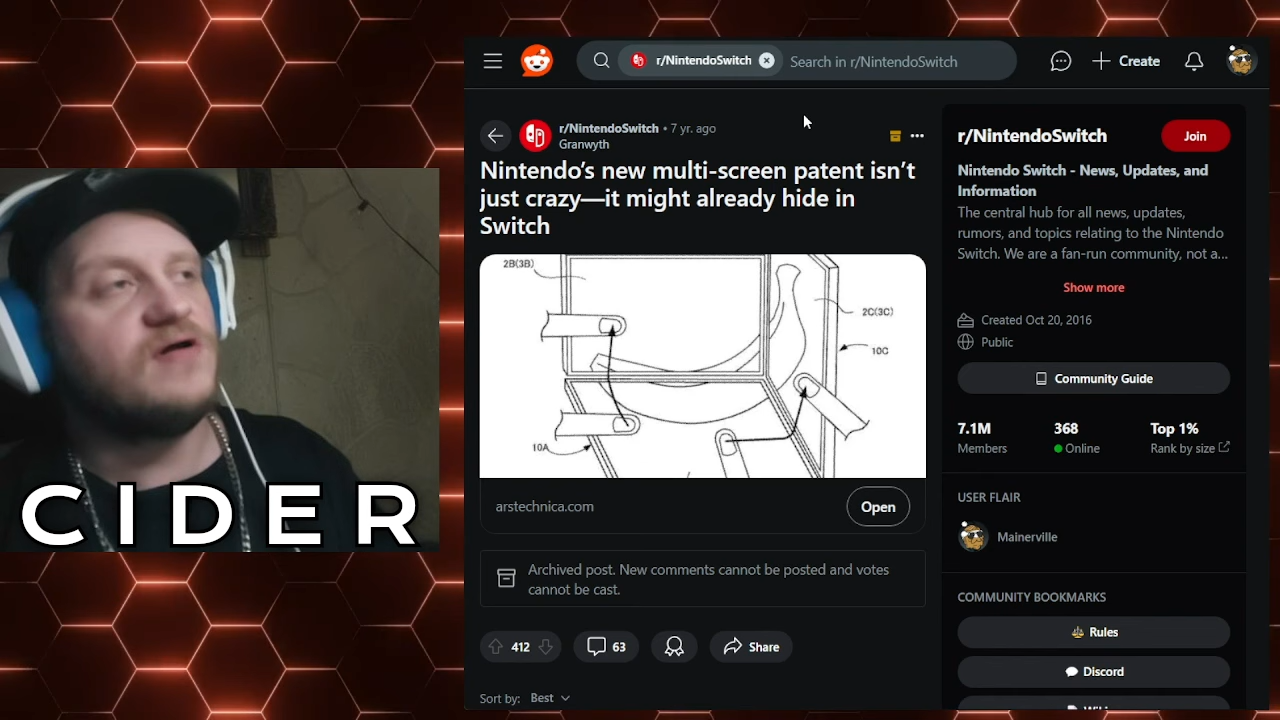 r/NintendoSwitch
Search in r/NintendoSwitch
Create
r/NintendoSwitch • 7 yr. ago
Granwyth
Nintendo's new multi-screen patent isn't
just crazy—it might already hide in
Switch
2B(3B)
2C(3C)
10C
10A
arstechnica.com
Open
Archived post. New comments cannot be posted and votes
cannot be cast.
412
63
Share
Sort by: Best
r/NintendoSwitch
Join
Nintendo Switch - News, Updates, and
Information
The central hub for all news, updates,
rumors, and topics relating to the Nintendo
Switch. We are a fan-run community, not a...
Show more
Created Oct 20, 2016
Public
Community Guide
7.1M
368
Top 1%
Members
Online
Rank by size
USER FLAIR
Mainerville
COMMUNITY BOOKMARKS
Rules
Discord
CIDER